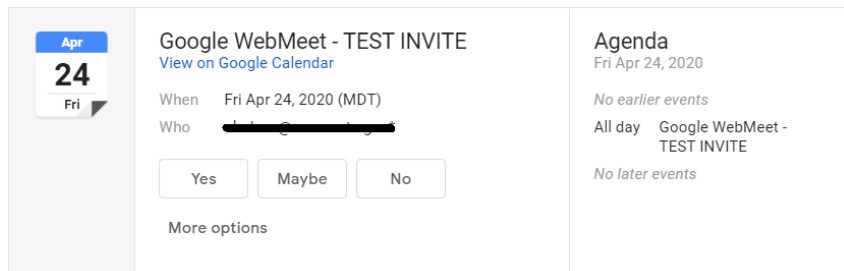 Apr
24
Fri
Google WebMeet - TEST INVITE
View on Google Calendar
When Fri Apr 24, 2020 (MDT)
Who
Yes Maybe No
More options
Agenda
Fri Apr 24, 2020
No earlier events
All day Google WebMeet -
TEST INVITE
No later events